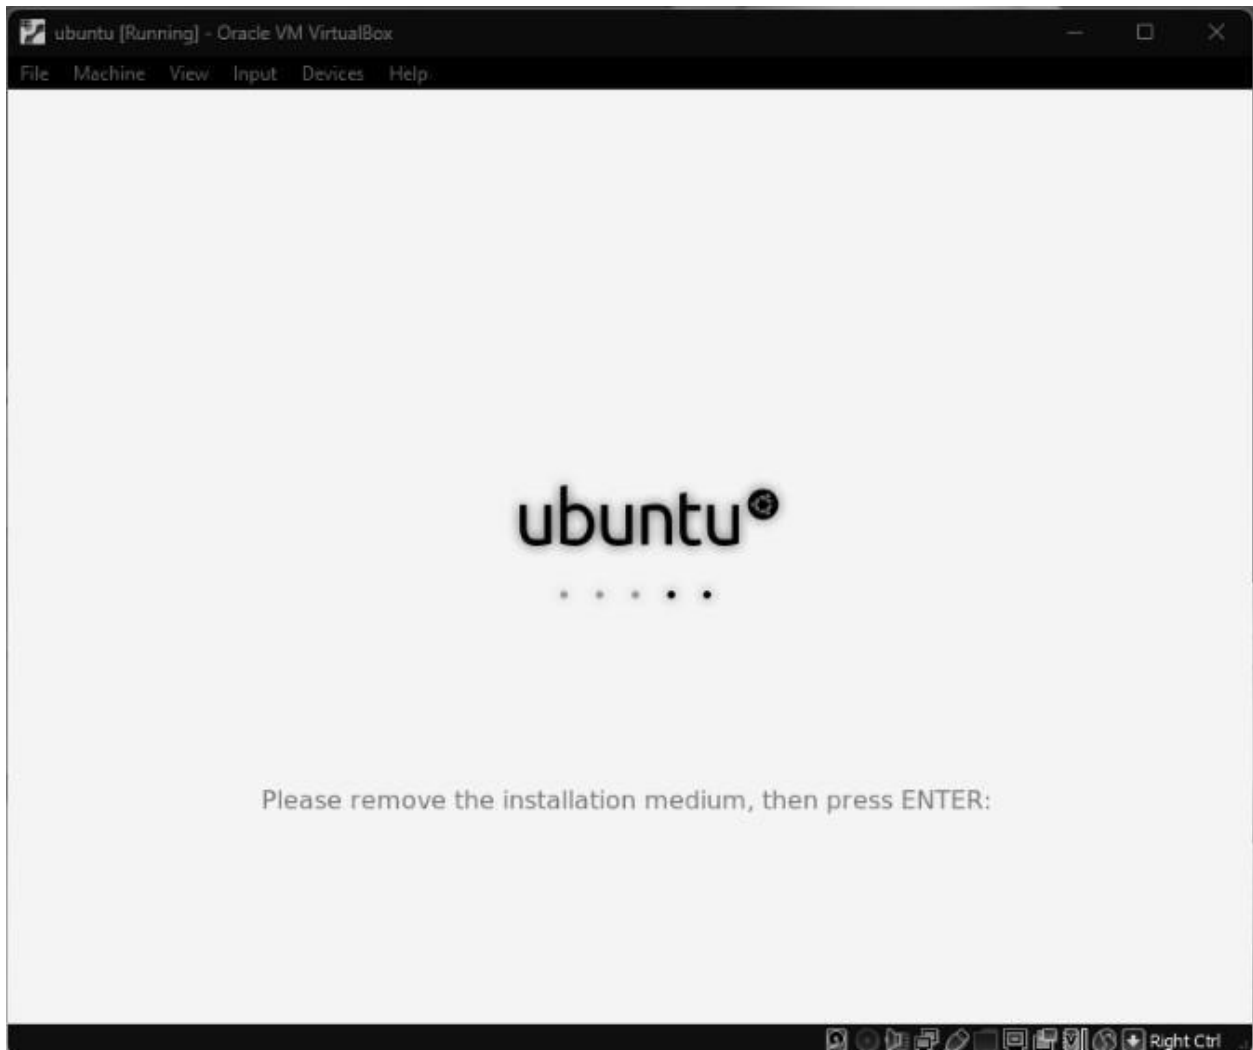 ubuntu [Running] - Oracle VM VirtualBox
File Machine View Input Devices Help
ubuntu
Please remove the installation medium, then press ENTER:
Right Ctrl